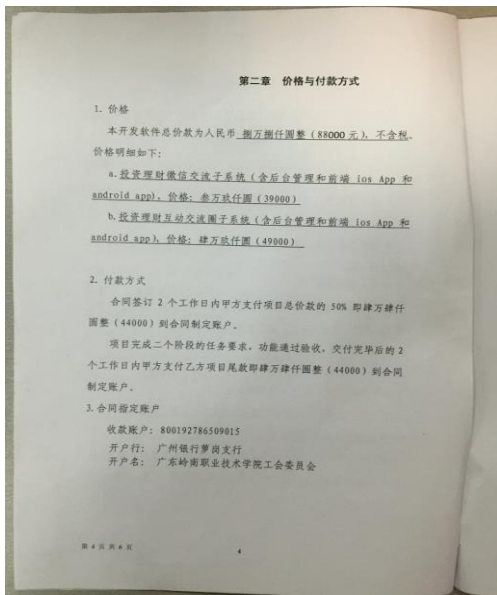 第二章 价格与付款方式
1. 价格
本开发软件总价款为人民币 捌万捌仟圆整（88000 元），不含税。
价格明细如下：
a.投资理财微信交流子系统（含后台管理和前端 ios App 和
android app），价格：叁万玖仟圆（39000）
b.投资理财互动交流圈子系统（含后台管理和前端 ios App 和
android app），价格：肆万玖仟圆（49000）
2. 付款方式
合同签订 2 个工作日内甲方支付项目总价款的 50% 即肆万肆仟
圆整（44000）到合同制定账户。
项目完成二个阶段的任务要求，功能通过验收，交付完毕后的 2
个工作日内甲方支付乙方项目尾款即肆万肆仟圆整（44000）到合同
制定账户。
3.合同指定账户
收款账户：800192786509015
开户行： 广州银行萝岗支行
开户名： 广东岭南职业技术学院工会委员会
第 4 页 共 6 页
4